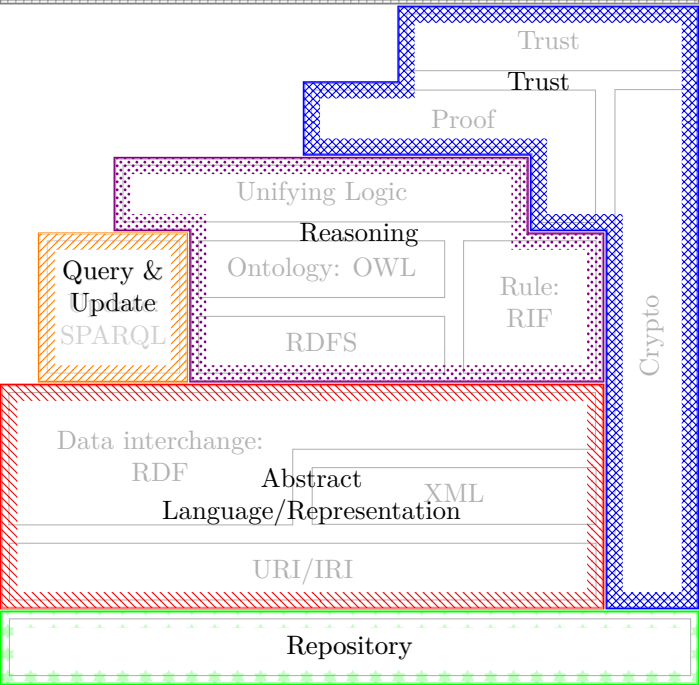 Trust
Trust
Proof
Unifying Logic
Reasoning
Ontology: OWL
Rule:
RIF
RDFS
Crypto
Query &
Update
SPARQL
Data interchange:
RDF
Abstract
XML
Language/Representation
URI/IRI
Repository